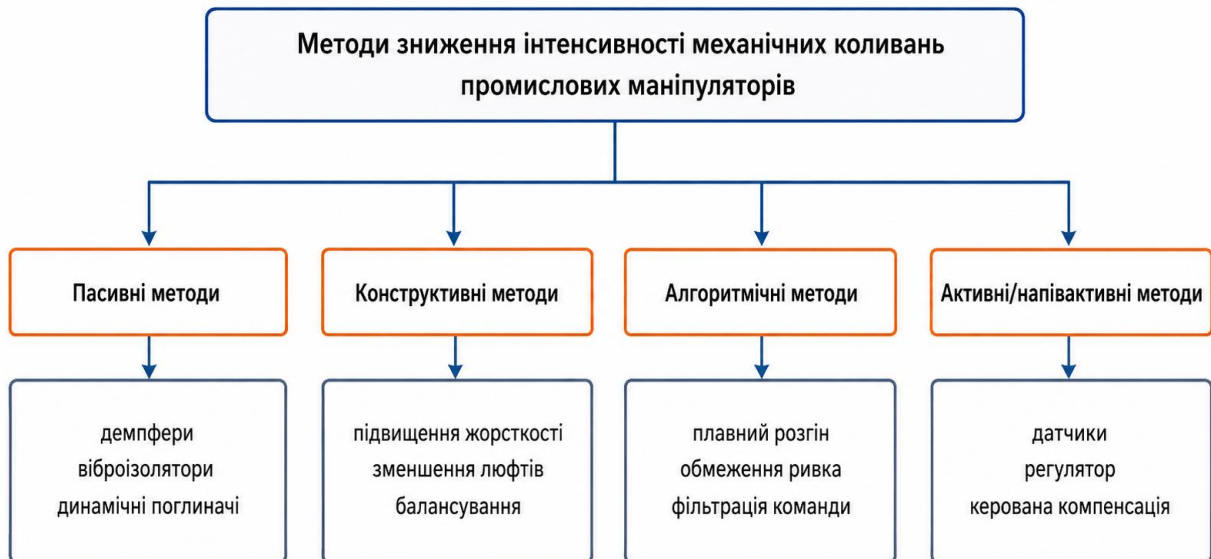 Методи зниження інтенсивності механічних коливань
промислових маніпуляторів
Пасивні методи
Конструктивні методи
Алгоритмічні методи
Активні/напівактивні методи
демпфери
віброізолятори
динамічні поглиначі
підвищення жорсткості
зменшення люфтів
балансування
плавний розгін
обмеження ривка
фільтрація команди
датчики
регулятор
керована компенсація